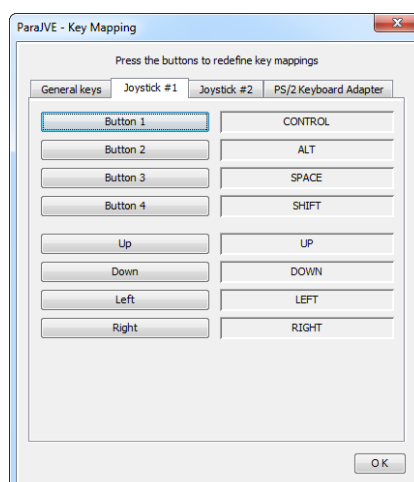 ParaJVE - Key Mapping
Press the buttons to redefine key mappings
General keys Joystick #1 Joystick #2 PS/2 Keyboard Adapter
Button 1 CONTROL
Button 2 ALT
Button 3 SPACE
Button 4 SHIFT
Up UP
Down DOWN
Left LEFT
Right RIGHT
OK